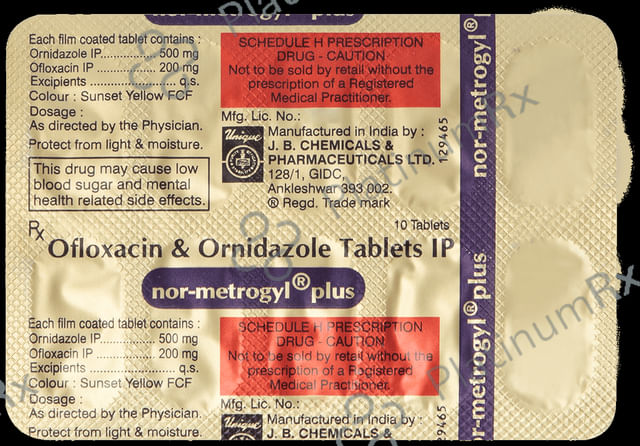 nor-metrogyl® plus
Each film coated tablet contains :
Ornidazole IP................ 500 mg
Ofloxacin IP ................. 200 mg
Excipients ......................... q.s.
Colour : Sunset Yellow FCF
Dosage :
As directed by the Physician.
Protect from light & moisture.
This drug may cause low
blood sugar and mental
health related side effects.
SCHEDULE H PRESCRIPTION
DRUG - CAUTION
Not to be sold by retail without the
prescription of a Registered
Medical Practitioner.
Mfg. Lic. No.:
Unique
Manufactured in India by :
J. B. CHEMICALS &
PHARMACEUTICALS LTD.
128/1, GIDC,
Ankleshwar 393 002.
® Regd. Trade mark
129465
nor-metrogyl®
Rx
10 Tablets
Ofloxacin & Ornidazole Tablets IP
nor-metrogyl® plus
Each film coated tablet contains :
Ornidazole IP................ 500 mg
Ofloxacin IP ................. 200 mg
Excipients ......................... q.s.
Colour : Sunset Yellow FCF
Dosage :
As directed by the Physician.
Protect from light & moisture.
SCHEDULE H PRESCRIPTION
DRUG - CAUTION
Not to be sold by retail without the
prescription of a Registered
Medical Practitioner.
Mfg. Lic. No.:
Unique
Manufactured in India by :
J. B. CHEMICALS &
29465
r-metrogyl® plus
PlatinumRx
PlatinumRx